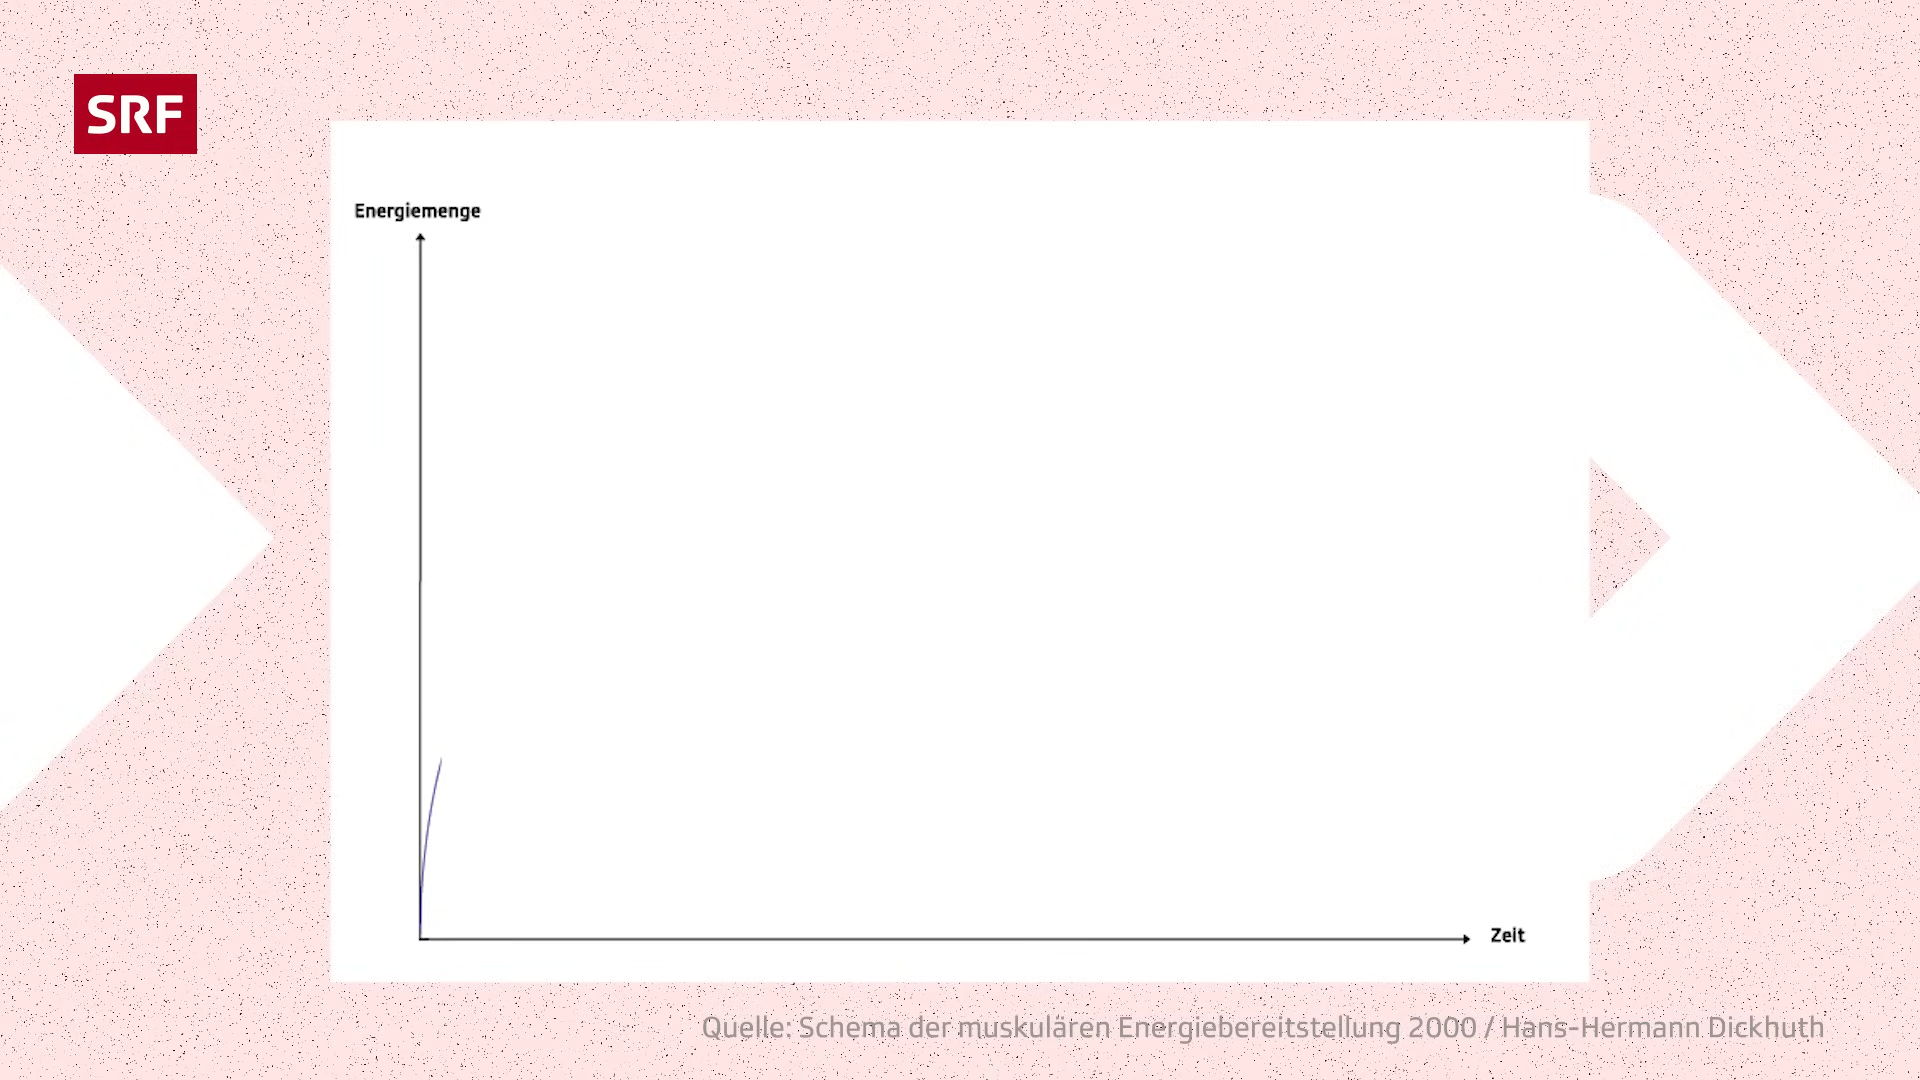 SRF
Energiemenge
Zeit
Quelle: Schema der muskulären Energiebereitstellung 2000 / Hans-Hermann Dickhuth